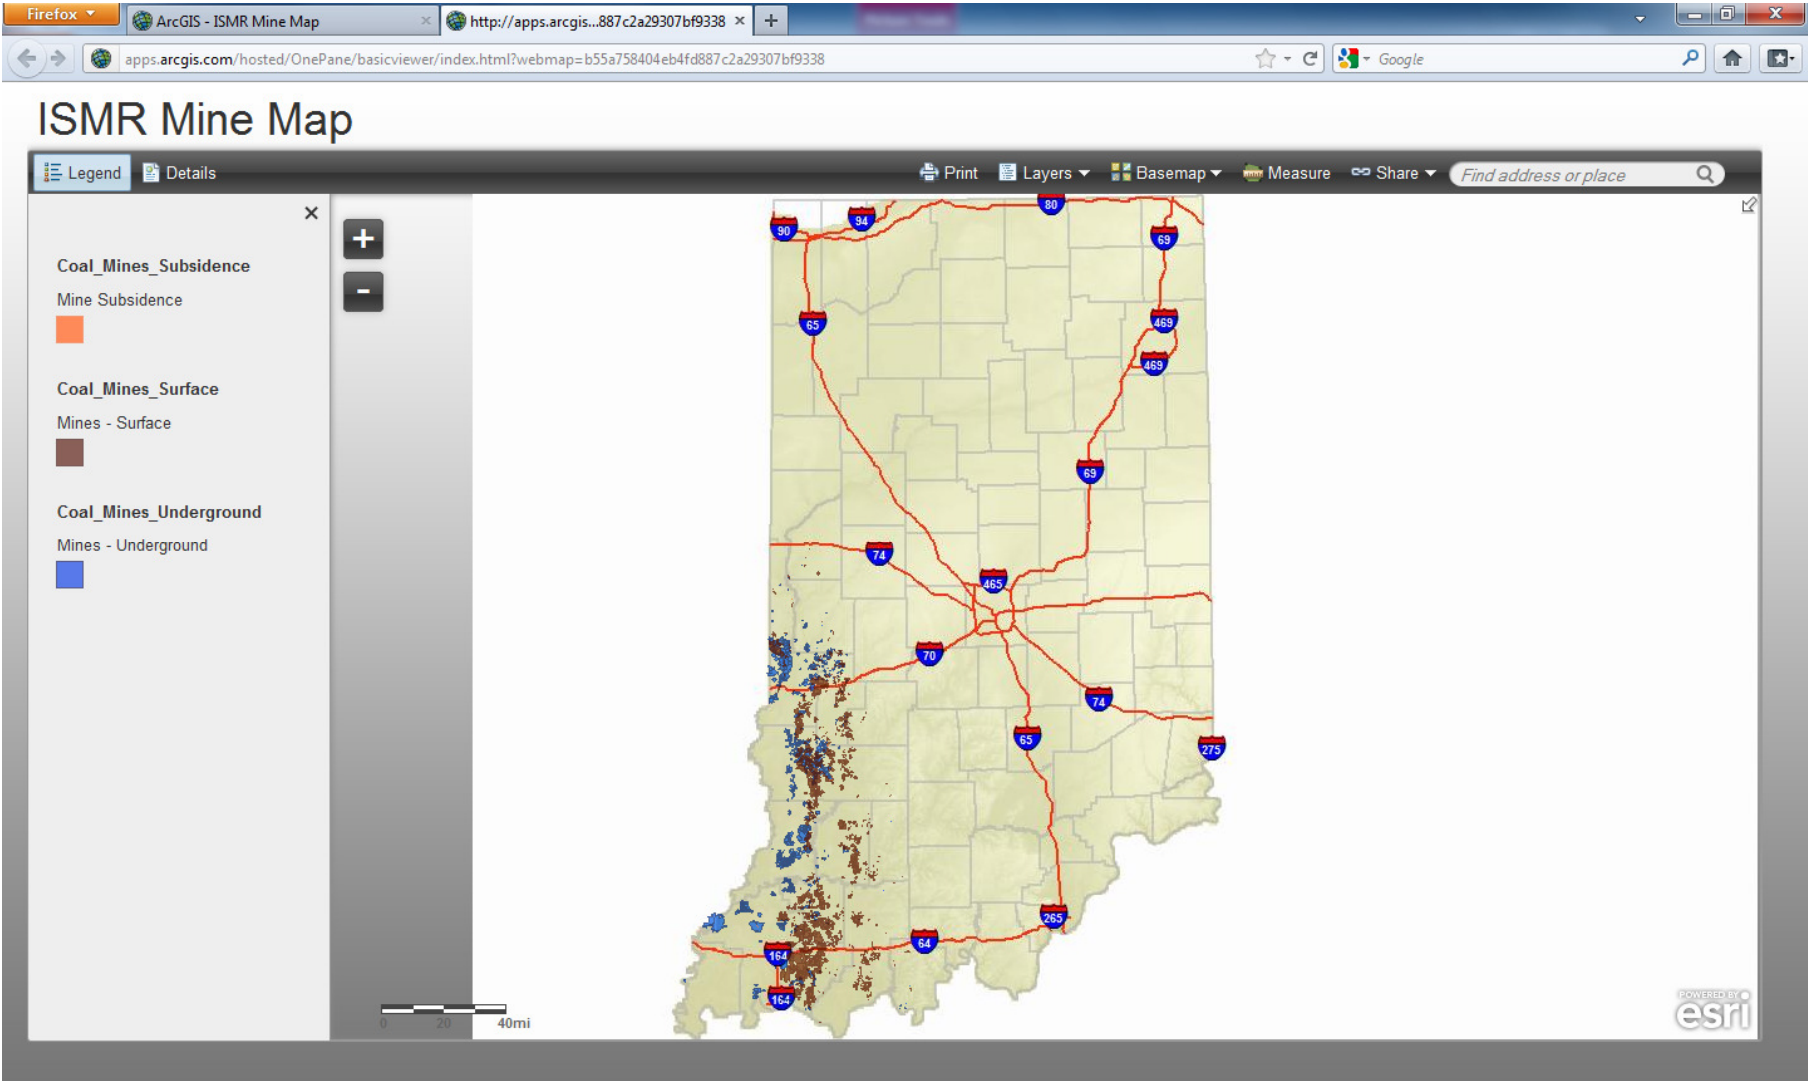 Firefox
ArcGIS - ISMR Mine Map
http://apps.arcgis...887c2a29307bf9338
apps.arcgis.com/hosted/OnePane/basicviewer/index.html?webmap=b55a758404eb4fd887c2a29307bf9338
Google
ISMR Mine Map
Legend
Details
Print
Layers
Basemap
Measure
Share
Find address or place
Coal_Mines_Subsidence
Mine Subsidence
Coal_Mines_Surface
Mines - Surface
Coal_Mines_Underground
Mines - Underground
+
-
80
94
90
69
65
469
469
69
74
465
70
74
65
275
265
64
164
164
0 20 40mi
POWERED BY
esri